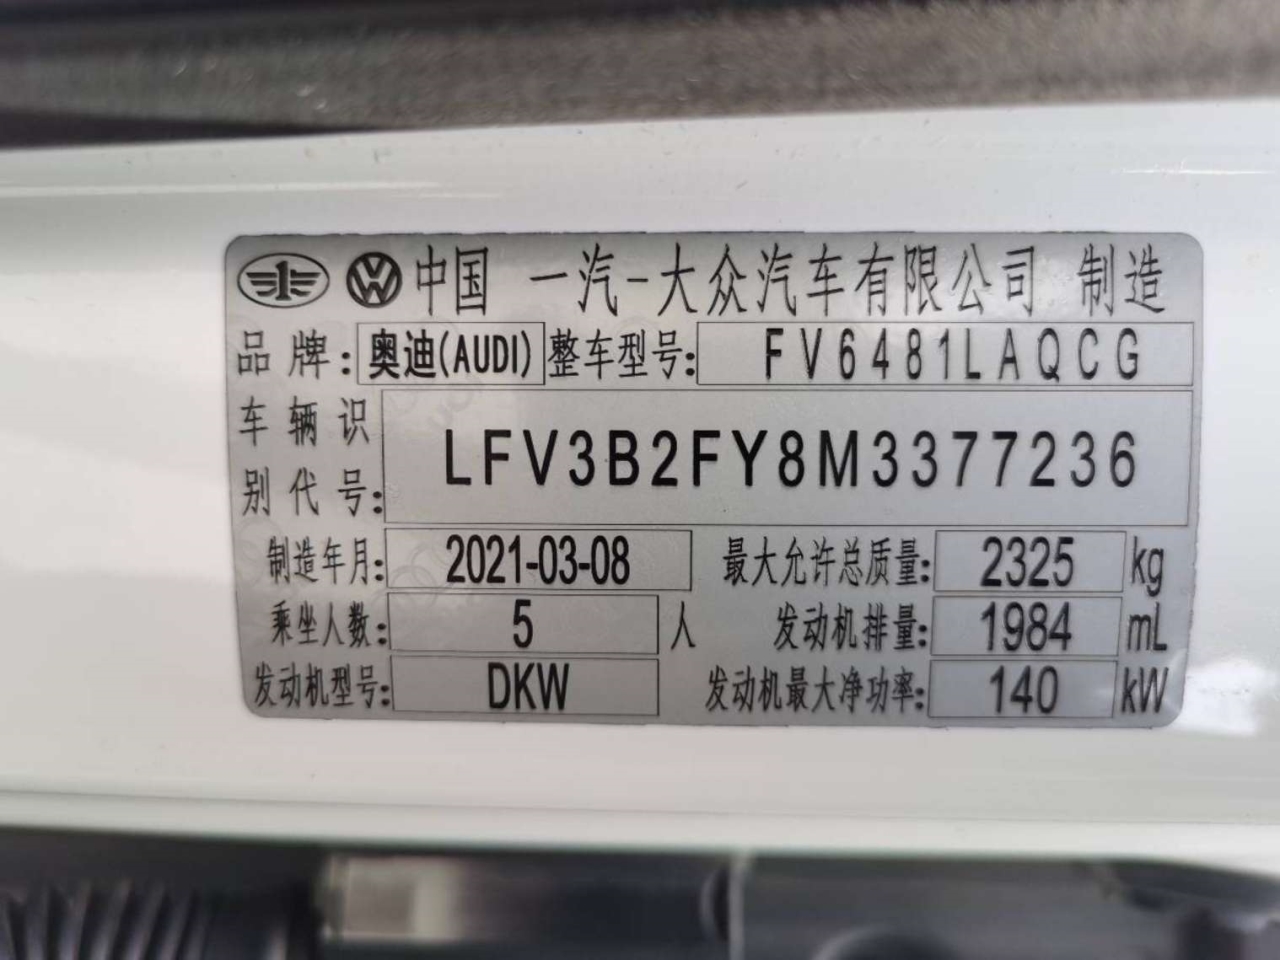 中国 一汽-大众汽车有限公司 制造
品牌: 奥迪(AUDI) 整车型号: FV6481LAQCG
车辆识
别代号: LFV3B2FY8M3377236
制造年月: 2021-03-08 最大允许总质量: 2325 kg
乘坐人数: 5 人 发动机排量: 1984 mL
发动机型号: DKW 发动机最大净功率: 140 kW